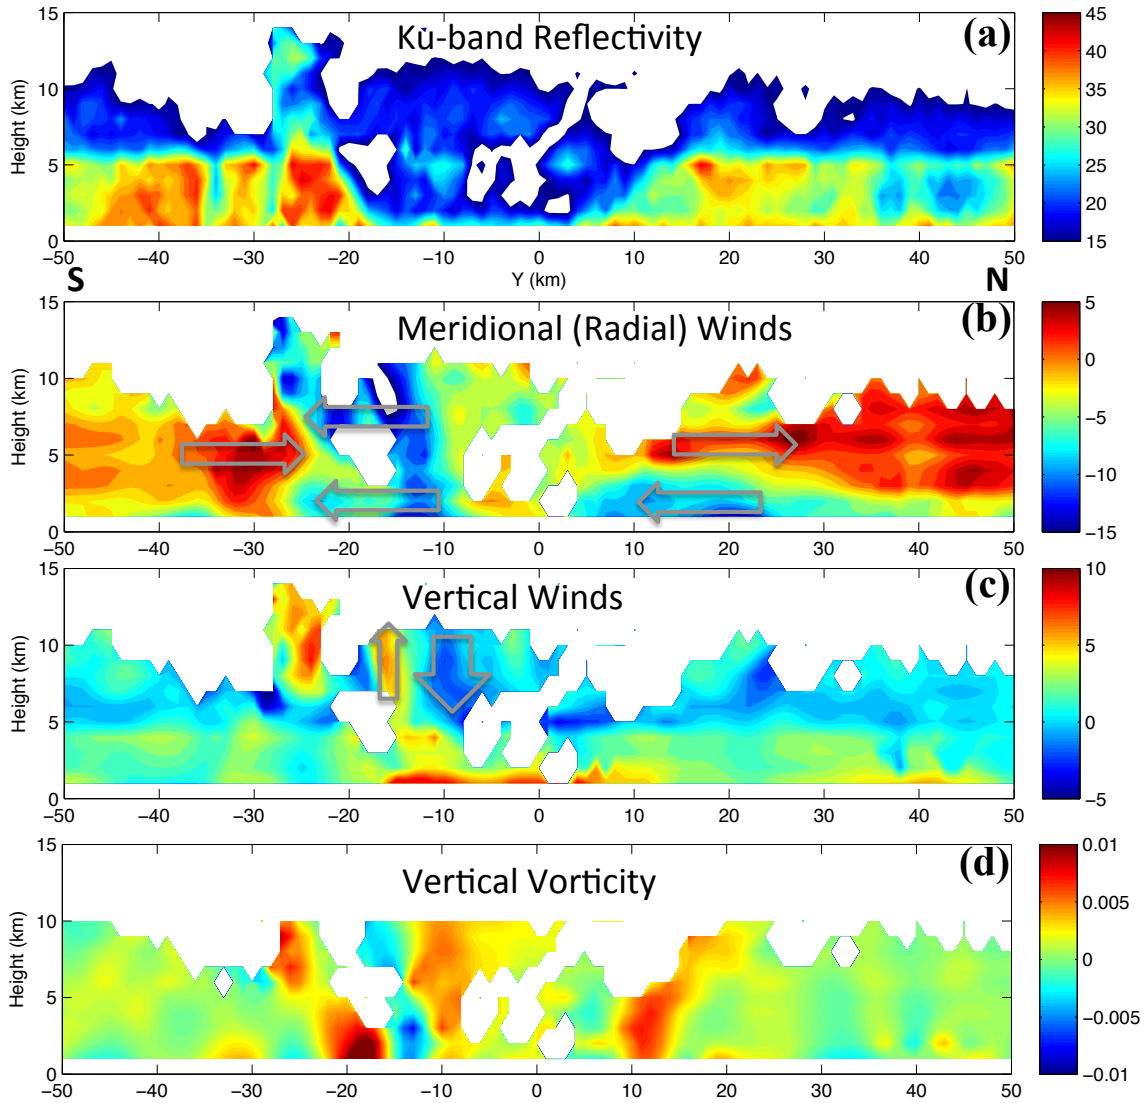 Ku-band Reflectivity
(a)
15
10
5
0
Height (km)
−50 −40 −30 −20 −10 0 10 20 30 40 50
Y (km)
45
40
35
30
25
20
15
S
N
Meridional (Radial) Winds
(b)
15
10
5
0
Height (km)
−50 −40 −30 −20 −10 0 10 20 30 40 50
5
0
−5
−10
−15
Vertical Winds
(c)
15
10
5
0
Height (km)
−50 −40 −30 −20 −10 0 10 20 30 40 50
10
5
0
−5
Vertical Vorticity
(d)
15
10
5
0
Height (km)
−50 −40 −30 −20 −10 0 10 20 30 40 50
0.01
0.005
0
−0.005
−0.01